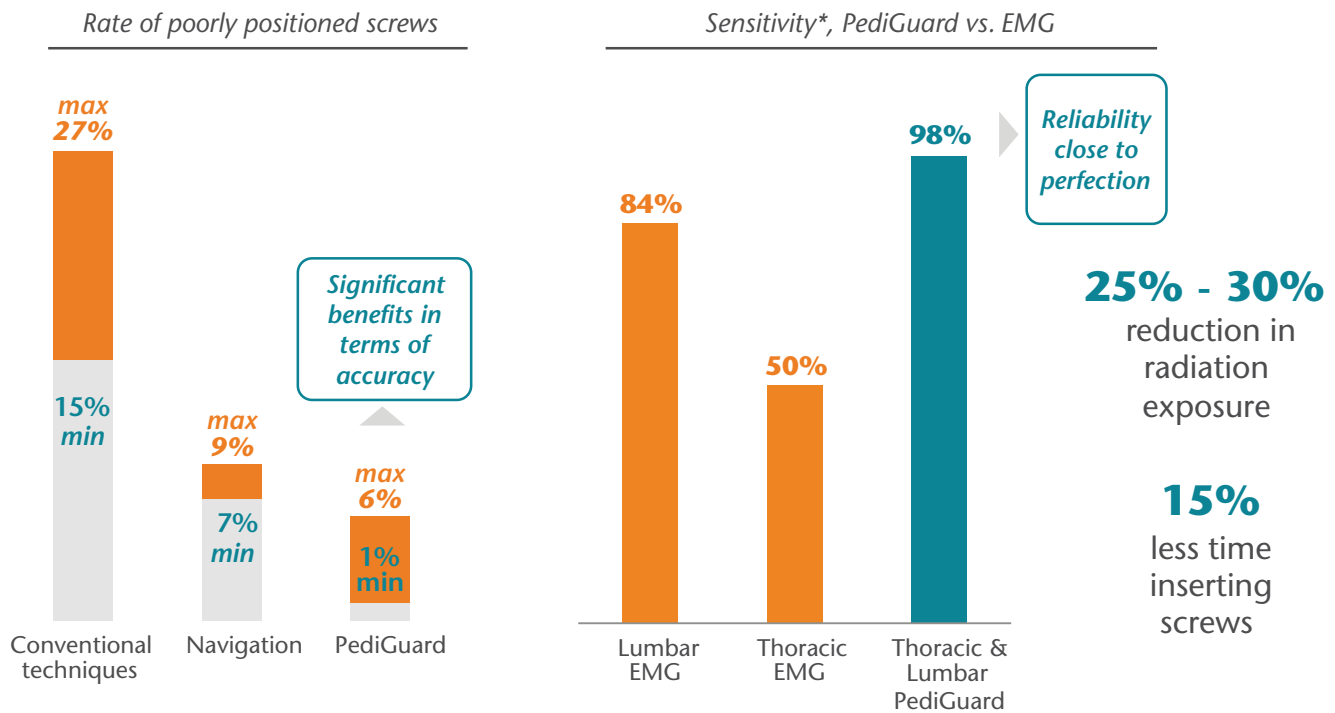 Rate of poorly positioned screws
max
27%
15%
min
max
9%
7%
min
Significant
benefits in
terms of
accuracy
max
6%
1%
min
Conventional
techniques
Navigation
PediGuard
Sensitivity*, PediGuard vs. EMG
84%
50%
98%
Reliability
close to
perfection
Lumbar
EMG
Thoracic
EMG
Thoracic &
Lumbar
PediGuard
25% - 30%
reduction in
radiation
exposure
15%
less time
inserting
screws